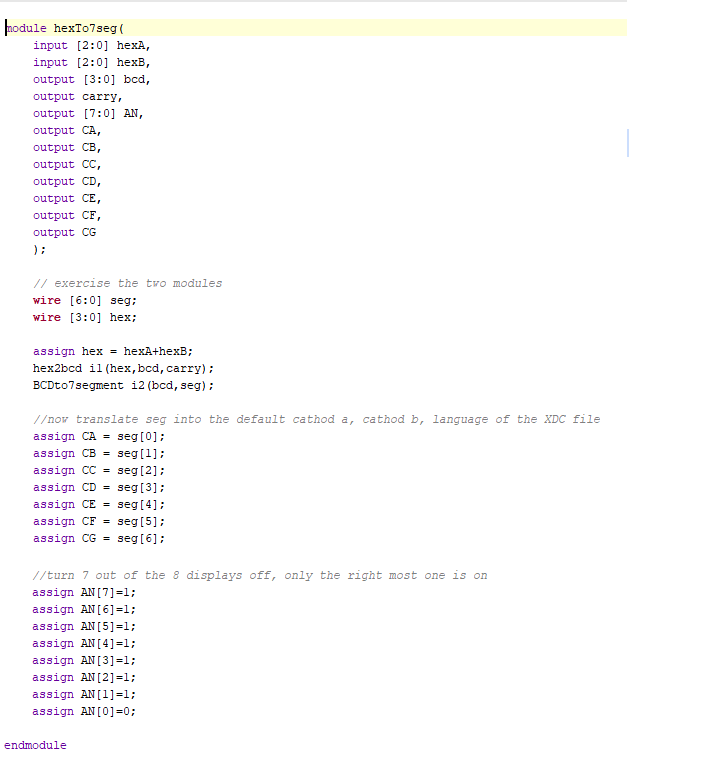 module hexTo7seg(
input [2:0] hexA,
input [2:0] hexB,
output [3:0] bcd,
output carry,
output [7:0] AN,
output CA,
output CB,
output CC,
output CD,
output CE,
output CF,
output CG
);
// exercise the two modules
wire [6:0] seg;
wire [3:0] hex;
assign hex = hexA+hexB;
hex2bcd i1(hex,bcd,carry);
BCDto7segment i2(bcd,seg);
//now translate seg into the default cathod a, cathod b, language of the XDC file
assign CA = seg[0];
assign CB = seg[1];
assign CC = seg[2];
assign CD = seg[3];
assign CE = seg[4];
assign CF = seg[5];
assign CG = seg[6];
//turn 7 out of the 8 displays off, only the right most one is on
assign AN[7]=1;
assign AN[6]=1;
assign AN[5]=1;
assign AN[4]=1;
assign AN[3]=1;
assign AN[2]=1;
assign AN[1]=1;
assign AN[0]=0;
endmodule